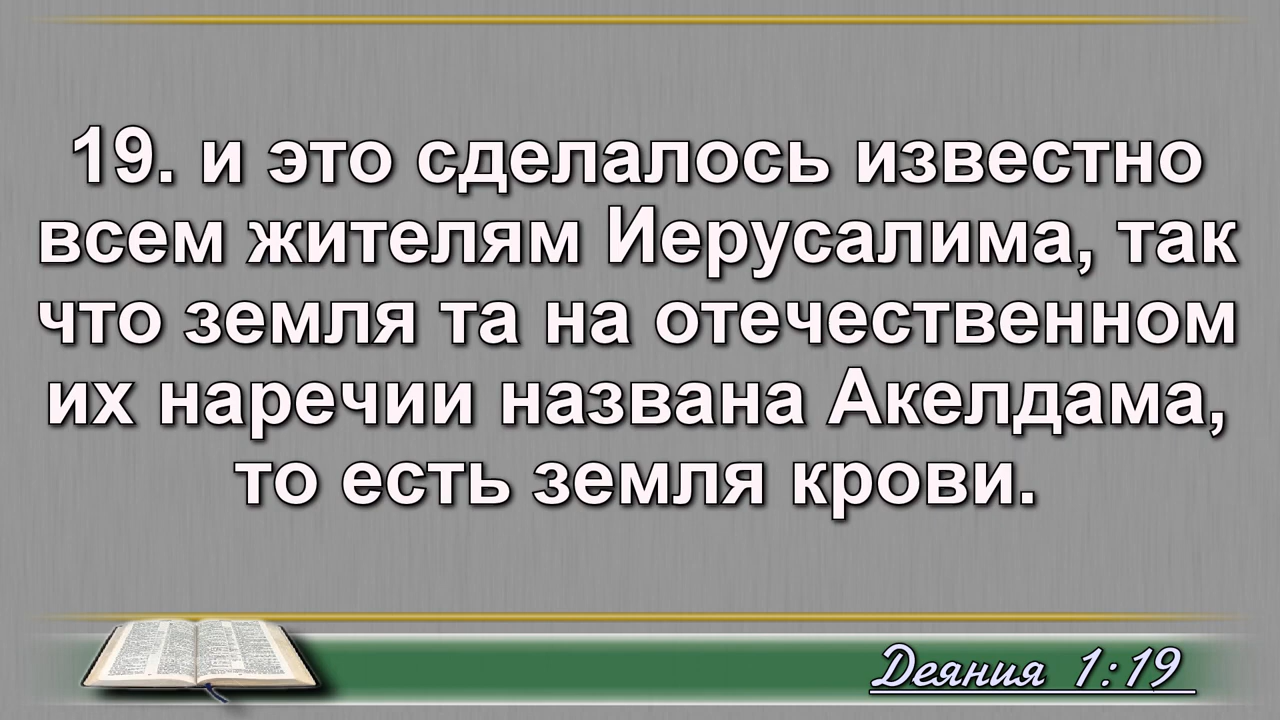 19. и это сделалось известно
всем жителям Иерусалима, так
что земля та на отечественном
их наречии названа Акелдама,
то есть земля крови.
Деяния 1:19